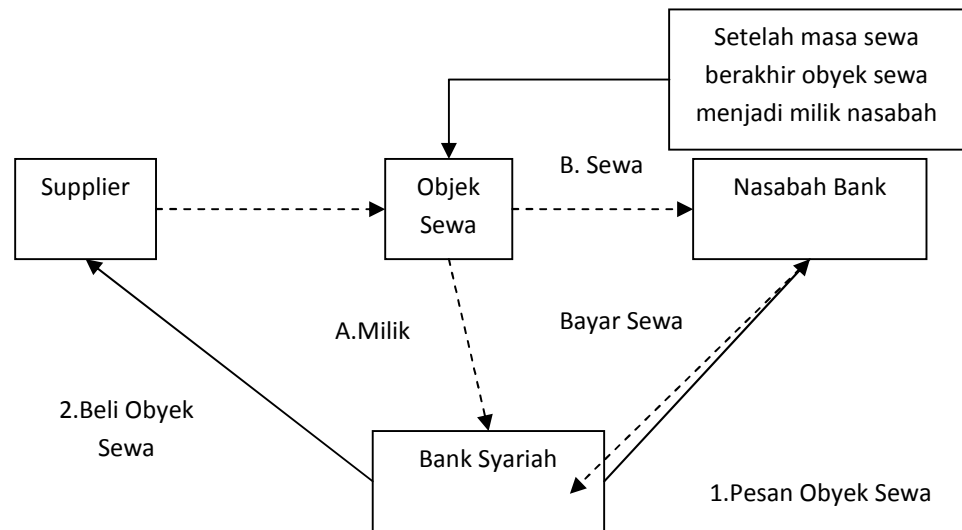 Setelah masa sewa
berakhir obyek sewa
menjadi milik nasabah
B. Sewa
Supplier
Objek
Sewa
Nasabah Bank
A.Milik
Bayar Sewa
2.Beli Obyek
Sewa
Bank Syariah
1.Pesan Obyek Sewa